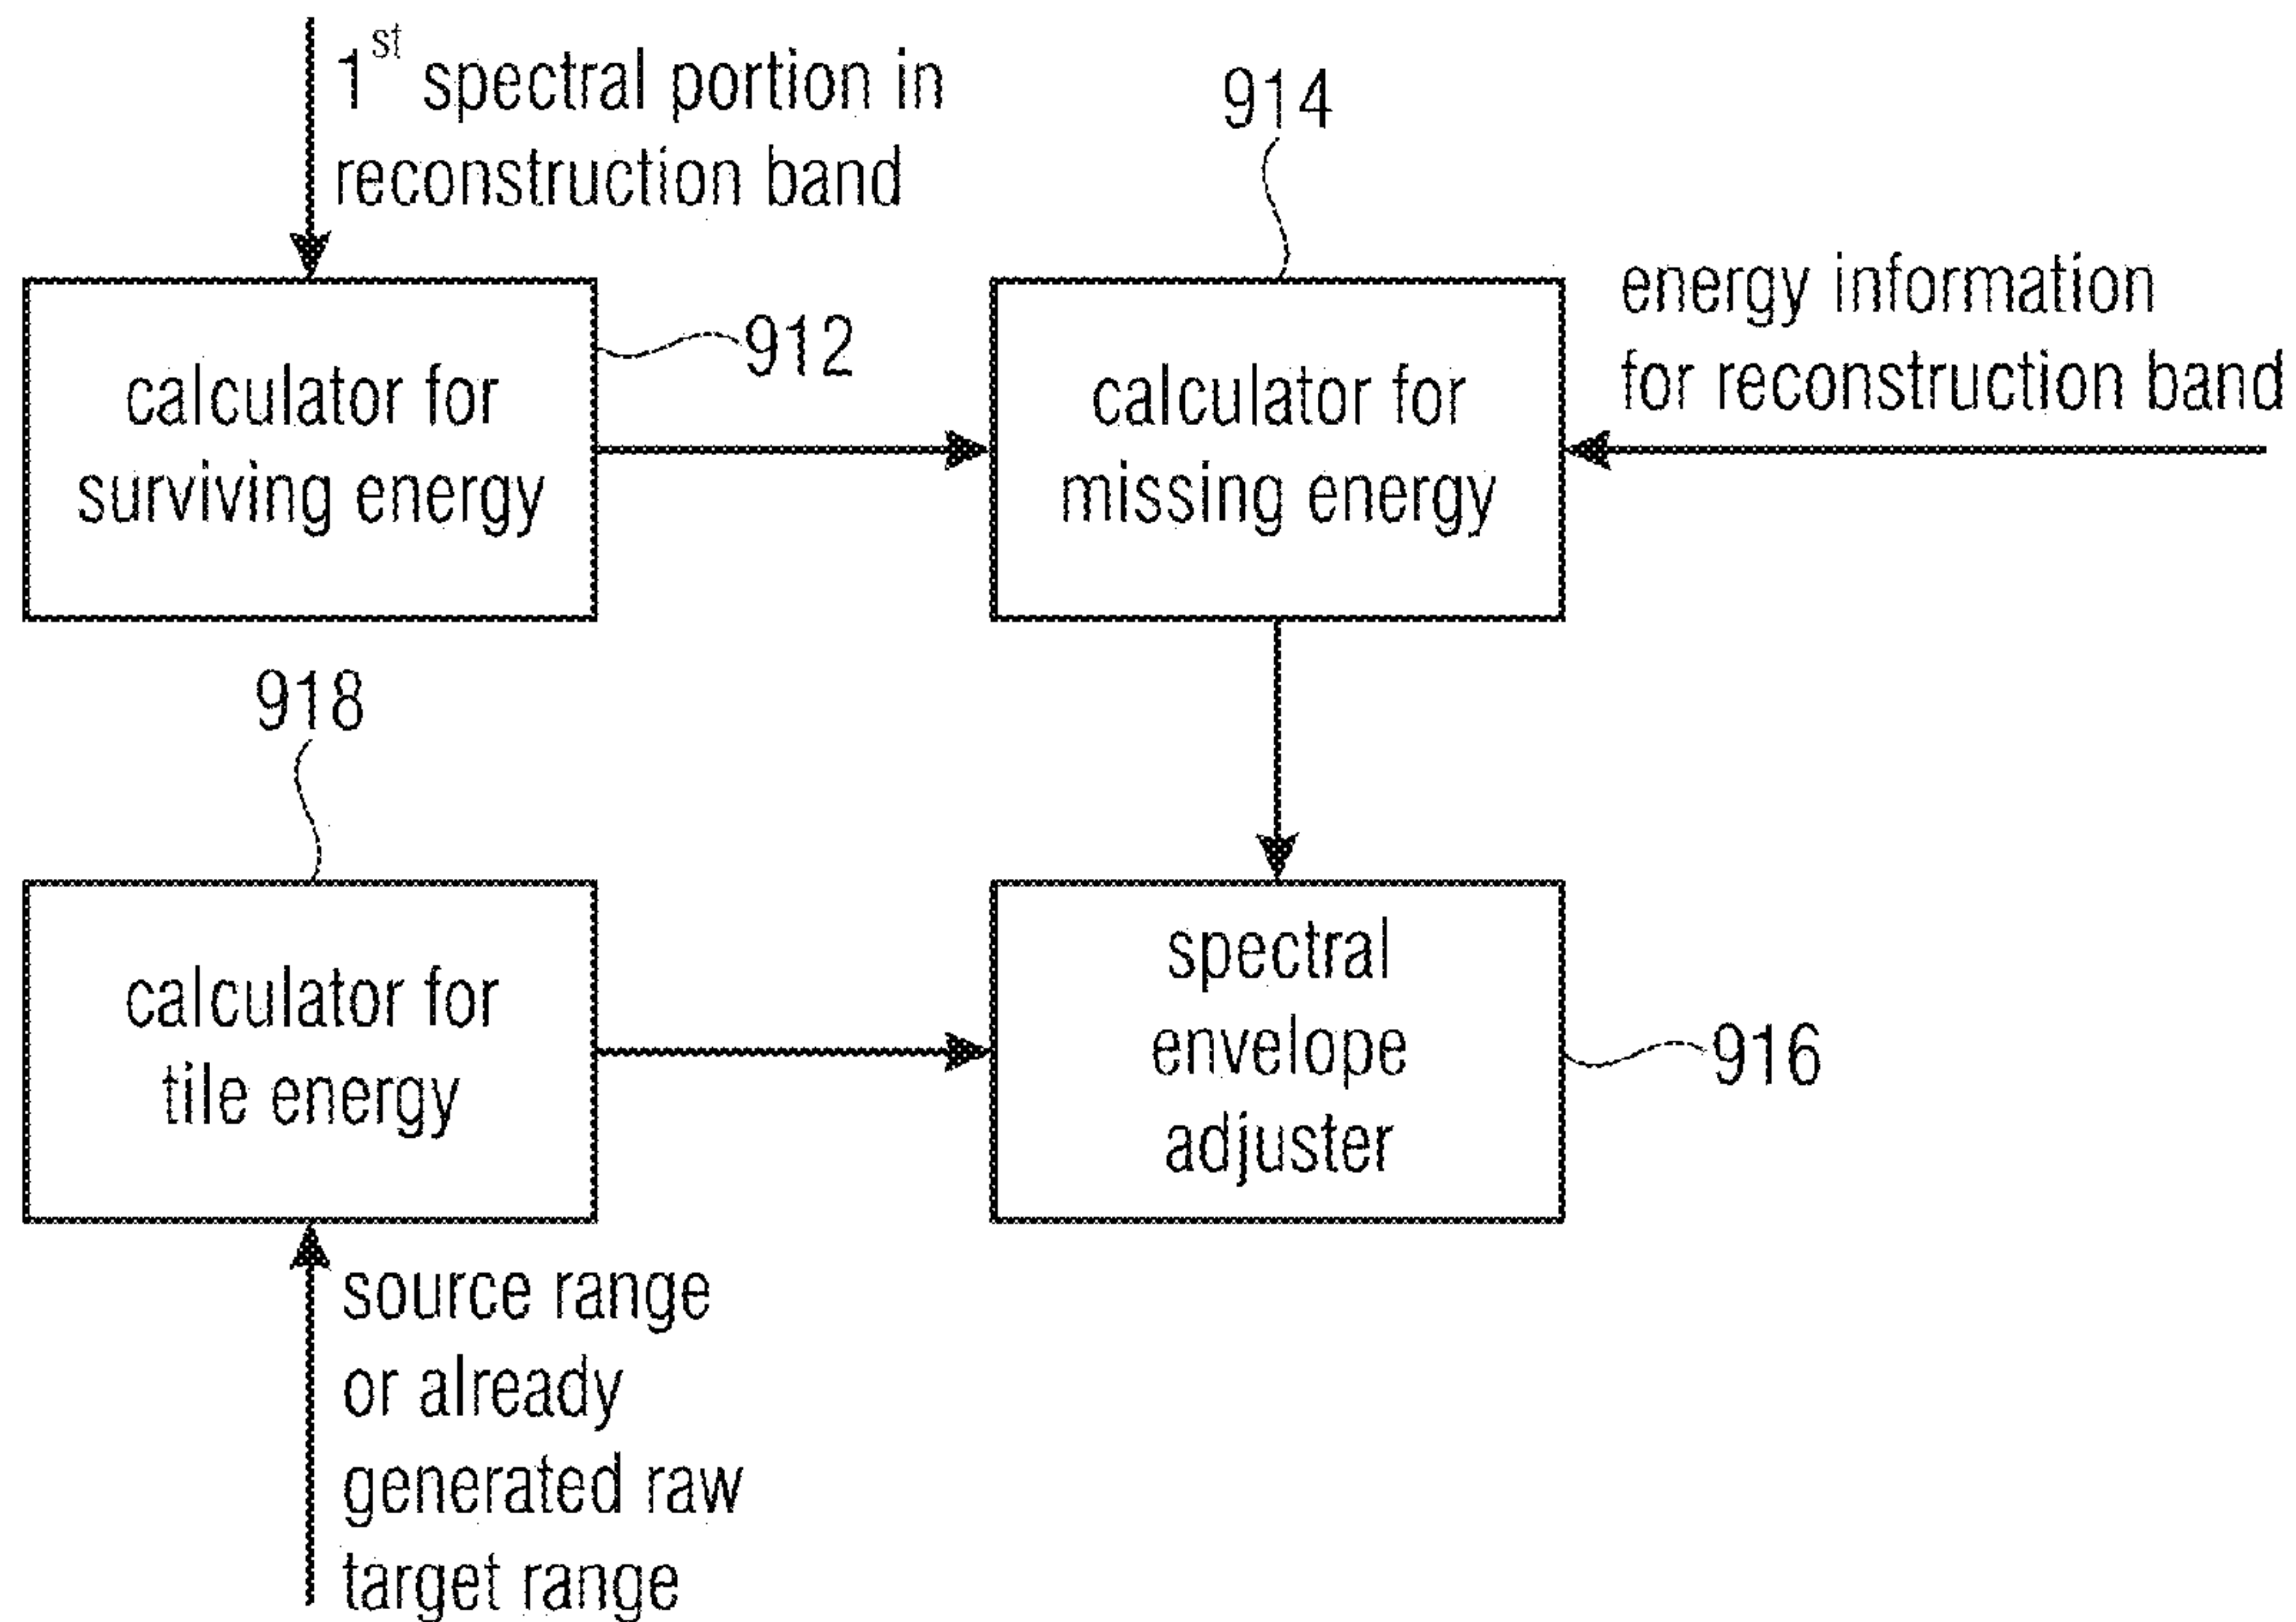 1st spectral portion in
reconstruction band
914
energy information
for reconstruction band
912
calculator for
surviving energy
calculator for
missing energy
918
calculator for
tile energy
spectral
envelope
adjuster
916
source range
or already
generated raw
target range